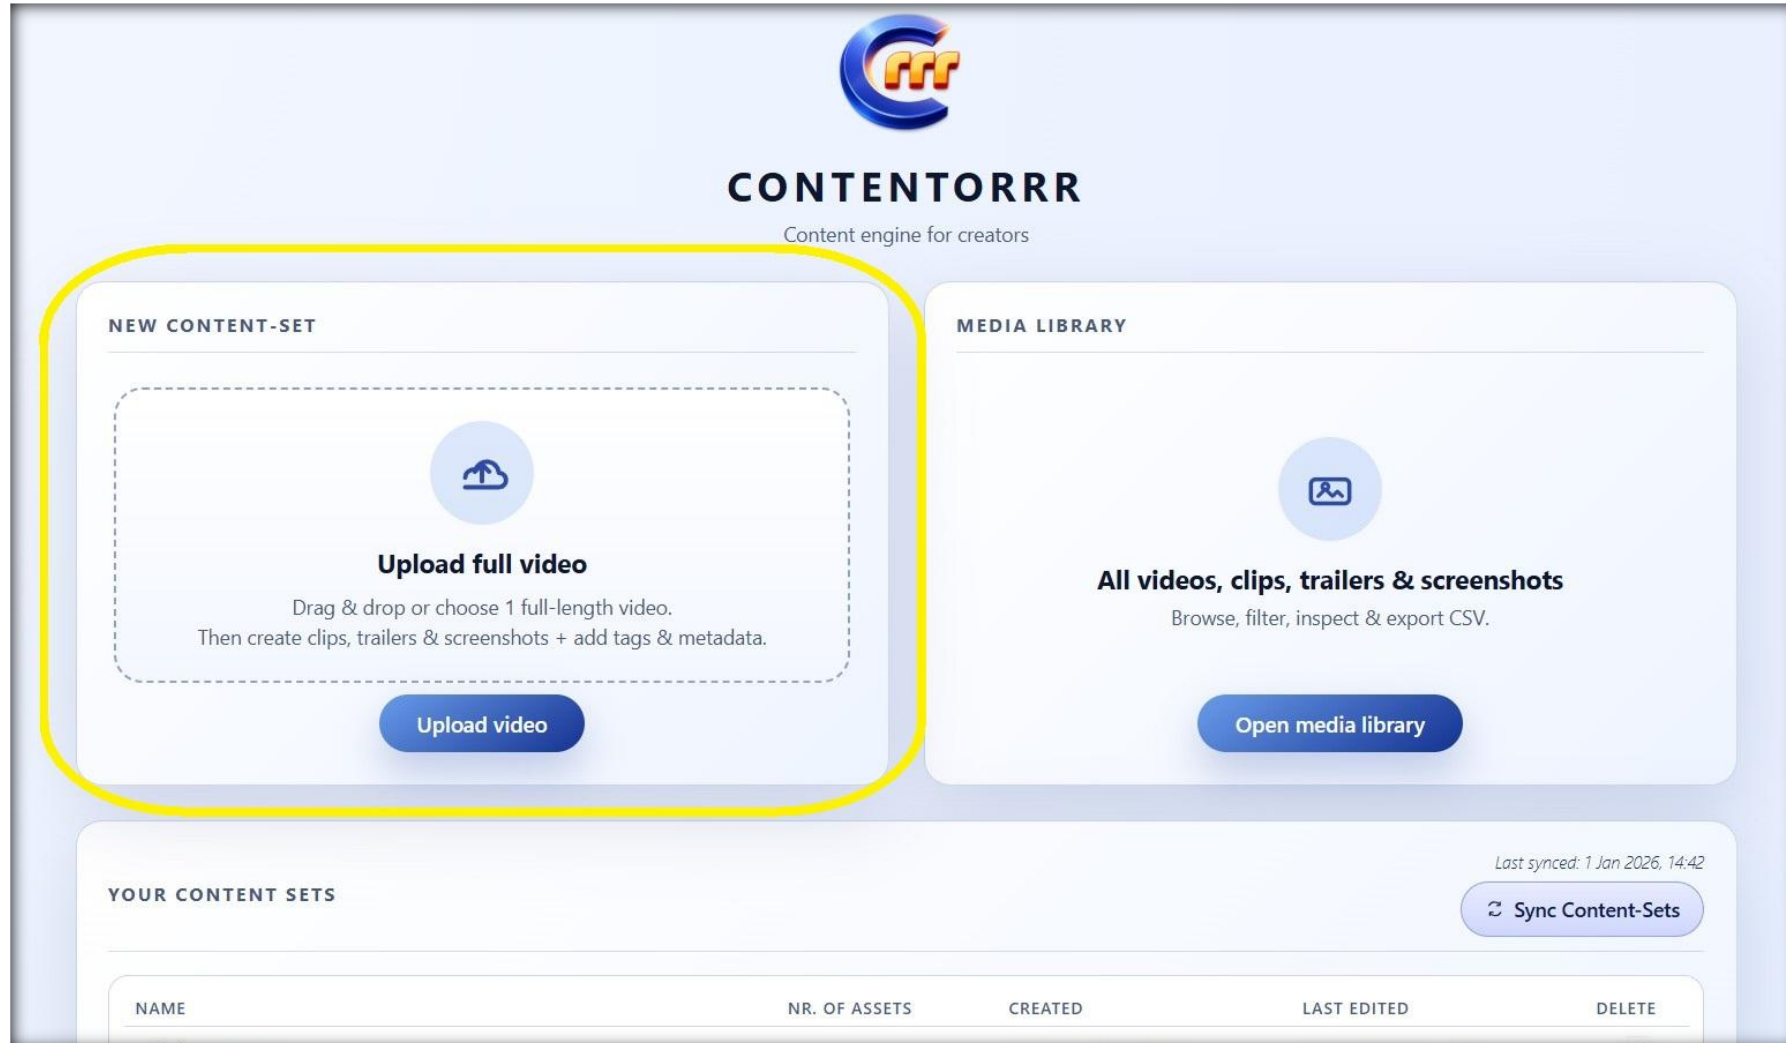 rrr
CONTENTORRR
Content engine for creators
NEW CONTENT-SET
Upload full video
Drag & drop or choose 1 full-length video.
Then create clips, trailers & screenshots + add tags & metadata.
Upload video
MEDIA LIBRARY
All videos, clips, trailers & screenshots
Browse, filter, inspect & export CSV.
Open media library
YOUR CONTENT SETS
Last synced: 1 Jan 2026, 14:42
Sync Content-Sets
NAME NR. OF ASSETS CREATED LAST EDITED DELETE